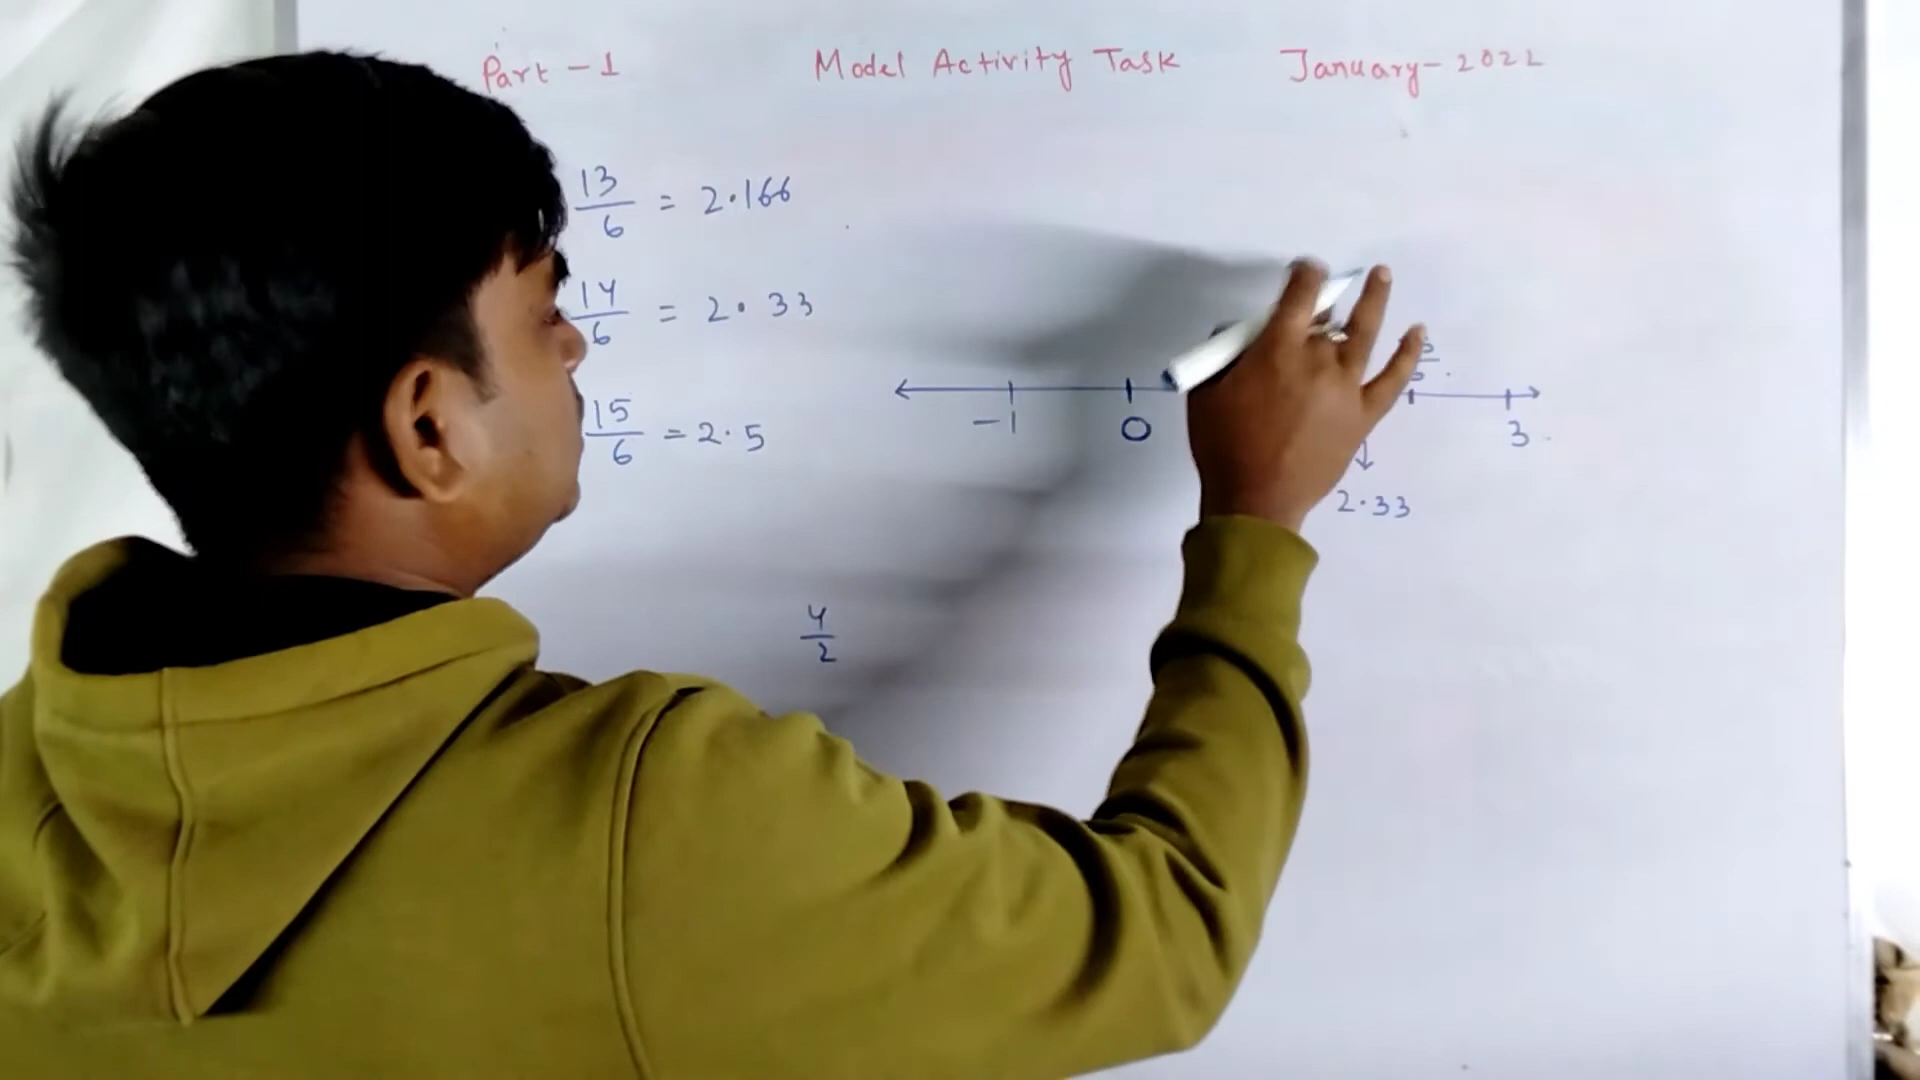 Part - 1 Model Activity Task January - 2022
13/6 = 2.166
14/6 = 2.33
15/6 = 2.5
-1 0 3
2.33
4/2